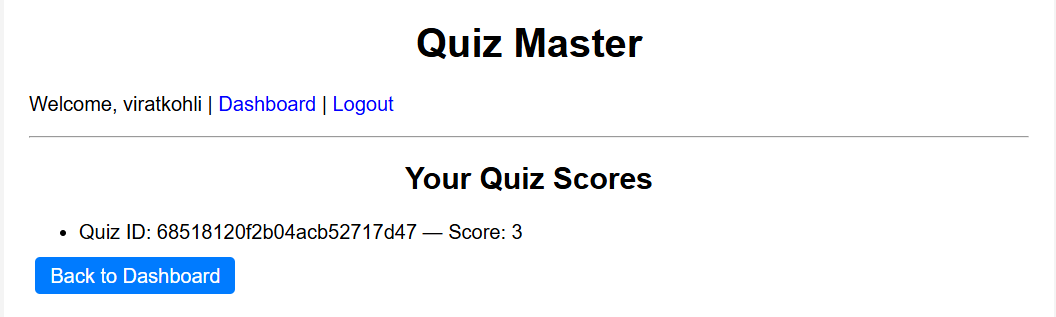 Quiz Master
Welcome, viratkohli | Dashboard | Logout
Your Quiz Scores
• Quiz ID: 68518120f2b04acb52717d47 — Score: 3
Back to Dashboard